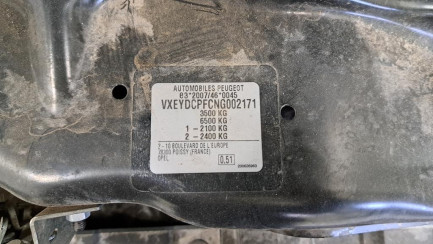 AUTOMOBILES PEUGEOT
e3*2007/46*0045
VXEYDCPFCNG002171
3500 KG
6500 KG
1 - 2100 KG
2 - 2400 KG
2 - 10 BOULEVARD DE L'EUROPE
78300 POISSY (FRANCE)
OPEL
0.51